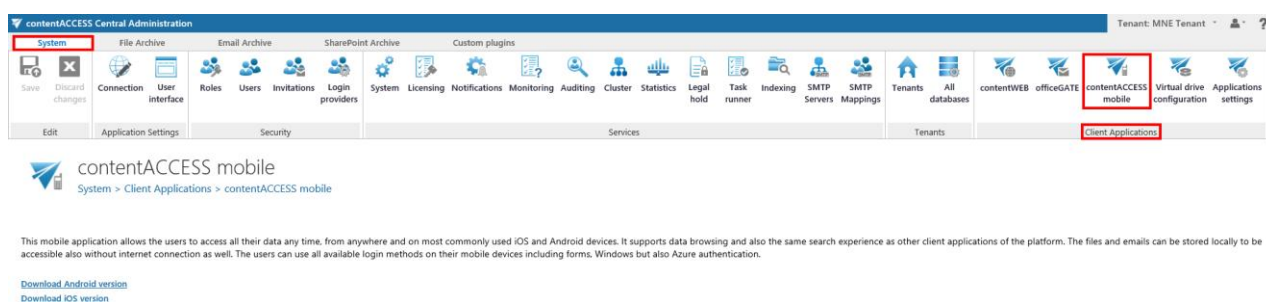 contentACCESS Central Administration
Tenant: MNE Tenant
?
System File Archive Email Archive SharePoint Archive Custom plugins
Save Discard changes Connection User interface Roles Users Invitations Login providers System Licensing Notifications Monitoring Auditing Cluster Statistics Legal hold Task runner Indexing SMTP Servers SMTP Mappings Tenants All databases contentWEB officeGATE contentACCESS mobile Virtual drive configuration Applications settings
Edit Application Settings Security Services Tenants Client Applications
contentACCESS mobile
System > Client Applications > contentACCESS mobile
This mobile application allows the users to access all their data any time, from anywhere and on most commonly used iOS and Android devices. It supports data browsing and also the same search experience as other client applications of the platform. The files and emails can be stored locally to be
accessible also without internet connection as well. The users can use all available login methods on their mobile devices including forms, Windows but also Azure authentication.
Download Android version
Download iOS version